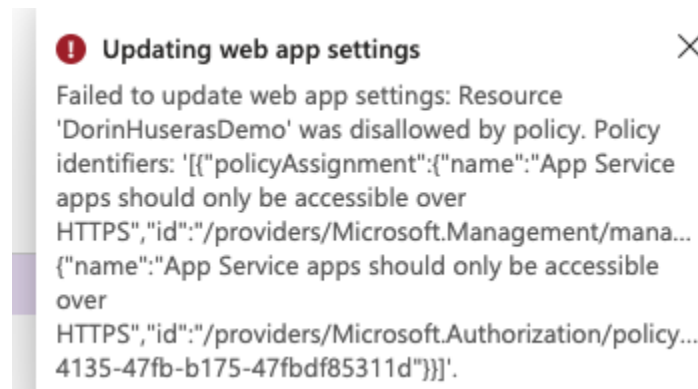 Updating web app settings
Failed to update web app settings: Resource
'DorinHuserasDemo' was disallowed by policy. Policy
identifiers: '[{"policyAssignment":{"name":"App Service
apps should only be accessible over
HTTPS","id":"/providers/Microsoft.Management/mana...
{"name":"App Service apps should only be accessible
over
HTTPS","id":"/providers/Microsoft.Authorization/policy...
4135-47fb-b175-47fbdf85311d"}}]'.